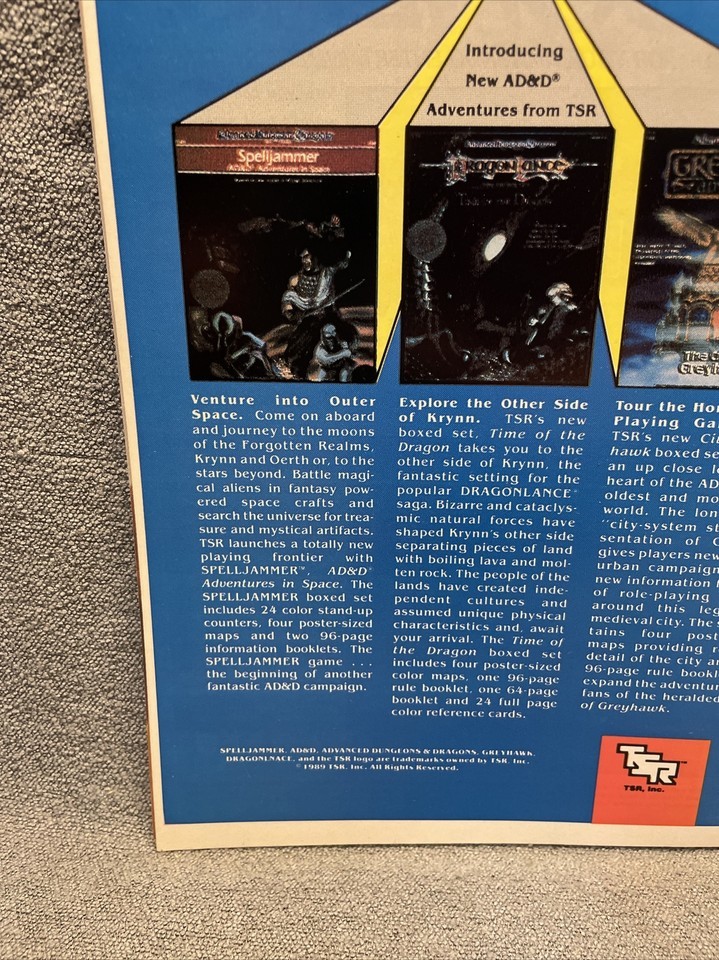 Introducing
New AD&D®
Adventures from TSR
Spelljammer
AD&D Adventures in Space
DRAGONLANCE
Time of the Dragon
Venture into Outer
Space. Come on aboard
and journey to the moons
of the Forgotten Realms,
Krynn and Oerth or, to the
stars beyond. Battle magi-
cal aliens in fantasy pow-
ered space crafts and
search the universe for trea-
sure and mystical artifacts.
TSR launches a totally new
playing frontier with
SPELLJAMMER™, AD&D®
Adventures in Space. The
SPELLJAMMER boxed set
includes 24 color stand-up
counters, four poster-sized
maps and two 96-page
information booklets. The
SPELLJAMMER game . . .
the beginning of another
fantastic AD&D campaign.
Explore the Other Side
of Krynn. TSR's new
boxed set, Time of the
Dragon takes you to the
other side of Krynn, the
fantastic setting for the
popular DRAGONLANCE®
saga. Bizarre and cataclys-
mic natural forces have
shaped Krynn's other side
separating pieces of land
with boiling lava and mol-
ten rock. The people of the
lands have created inde-
pendent cultures and
assumed unique physical
characteristics and, await
your arrival. The Time of
the Dragon boxed set
includes four poster-sized
color maps, one 96-page
rule booklet, one 64-page
booklet and 24 full page
color reference cards.
Tour the Ho
Playing Ga
TSR's new Ci
hawk boxed se
an up close l
heart of the AD
oldest and mo
world. The lon
"city-system st
sentation of G
gives players new
urban campaign
new information
of role-playing
around this leg
medieval city. The s
tains four post
maps providing r
detail of the city a
96-page rule bookl
expand the adventu
fans of the heralded
of Greyhawk.
SPELLJAMMER, AD&D, ADVANCED DUNGEONS & DRAGONS, GREYHAWK,
DRAGONLNACE, and the TSR logo are trademarks owned by TSR, Inc.
©1989 TSR, Inc. All Rights Reserved.
TSR™
TSR, Inc.